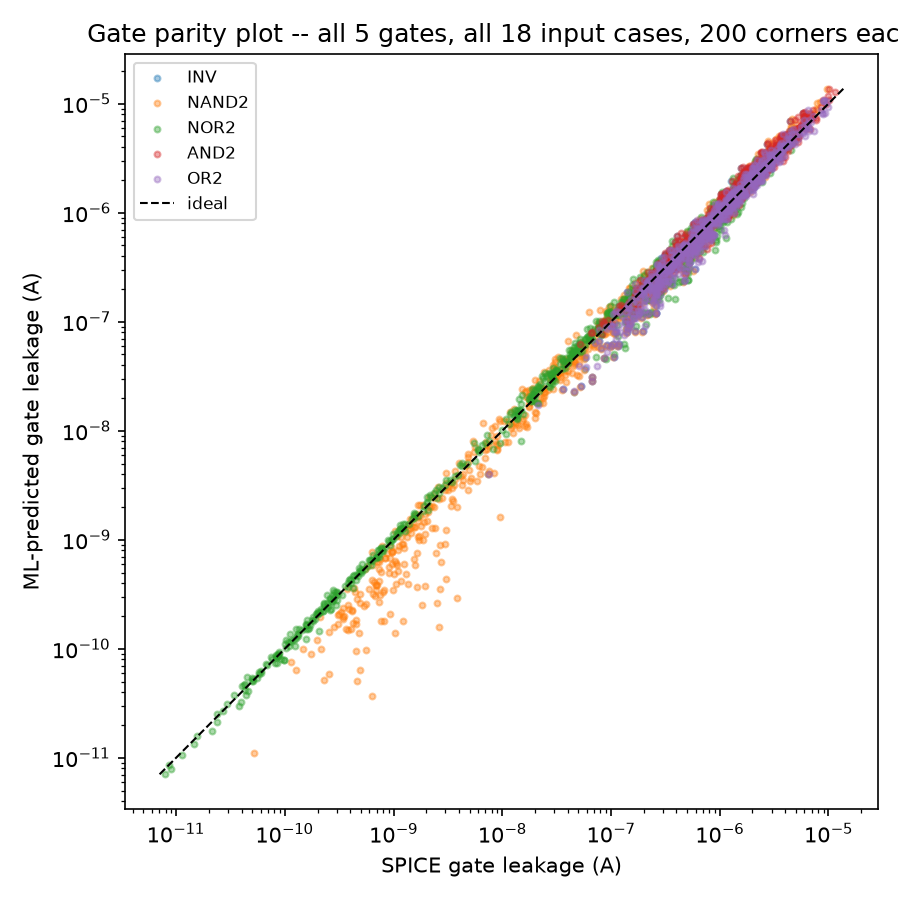 Gate parity plot -- all 5 gates, all 18 input cases, 200 corners eac
INV
NAND2
NOR2
AND2
OR2
ideal
ML-predicted gate leakage (A)
10⁻⁵
10⁻⁶
10⁻⁷
10⁻⁸
10⁻⁹
10⁻¹⁰
10⁻¹¹
10⁻¹¹ 10⁻¹⁰ 10⁻⁹ 10⁻⁸ 10⁻⁷ 10⁻⁶ 10⁻⁵
SPICE gate leakage (A)